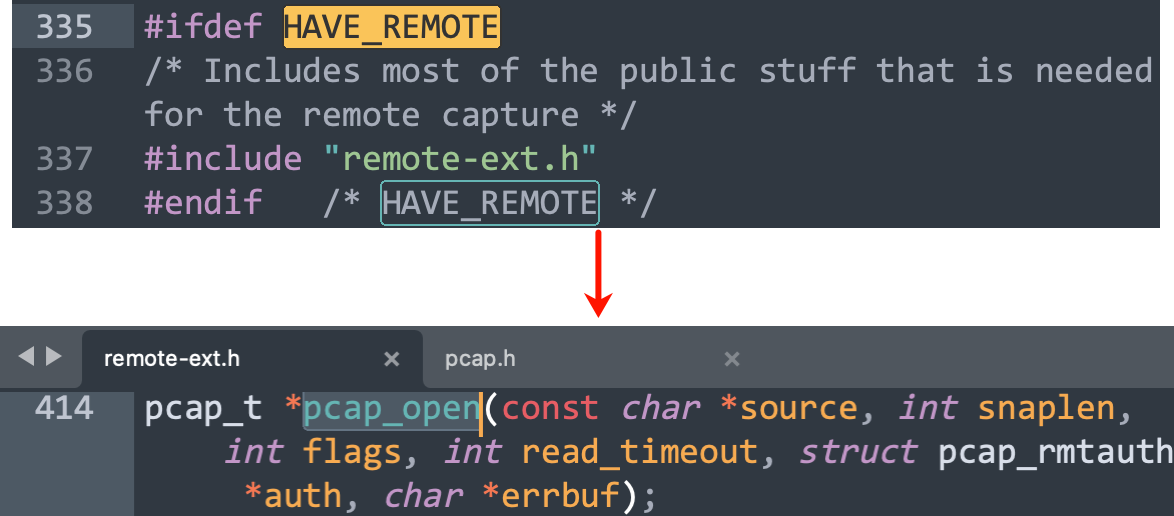 335 #ifdef HAVE_REMOTE
336 /* Includes most of the public stuff that is needed
for the remote capture */
337 #include "remote-ext.h"
338 #endif   /* HAVE_REMOTE */
remote-ext.h × pcap.h ×
414 pcap_t *pcap_open(const char *source, int snaplen,
int flags, int read_timeout, struct pcap_rmtauth
*auth, char *errbuf);